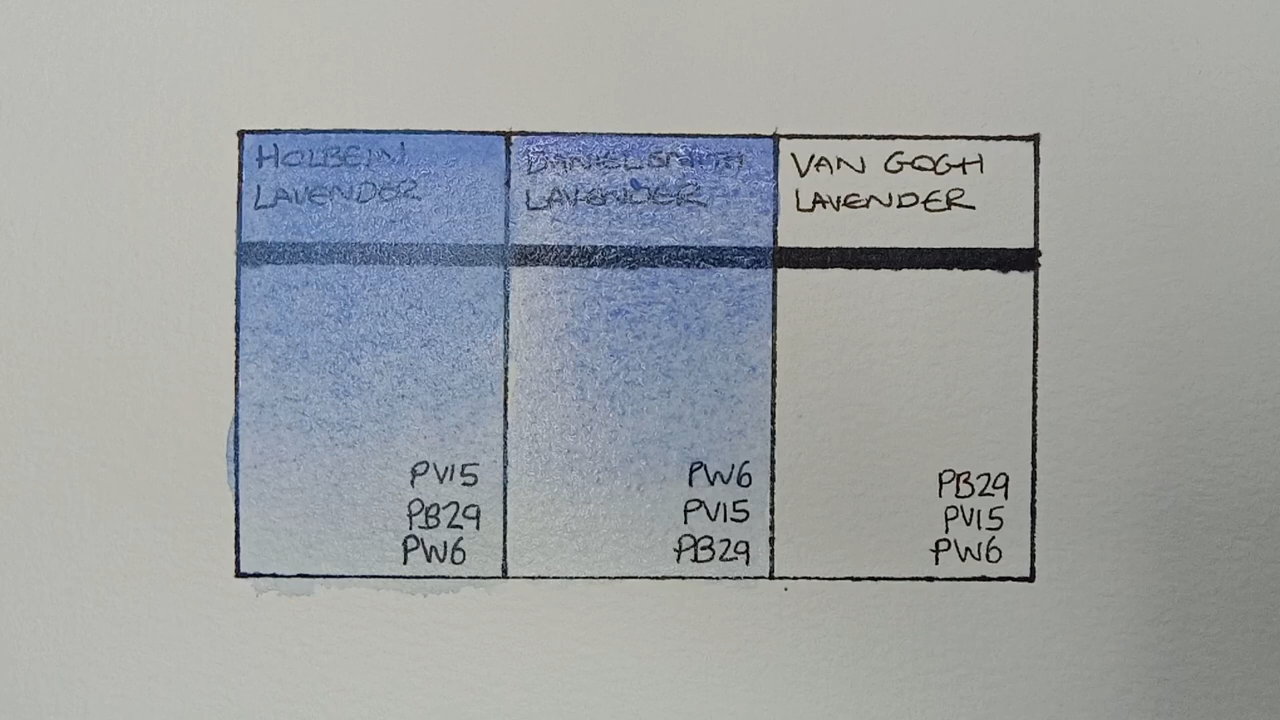 HOLBEIN
LAVENDER
DANIEL SMITH
LAVENDER
VAN GOGH
LAVENDER
PV15
PB29
PW6
PW6
PV15
PB29
PB29
PV15
PW6